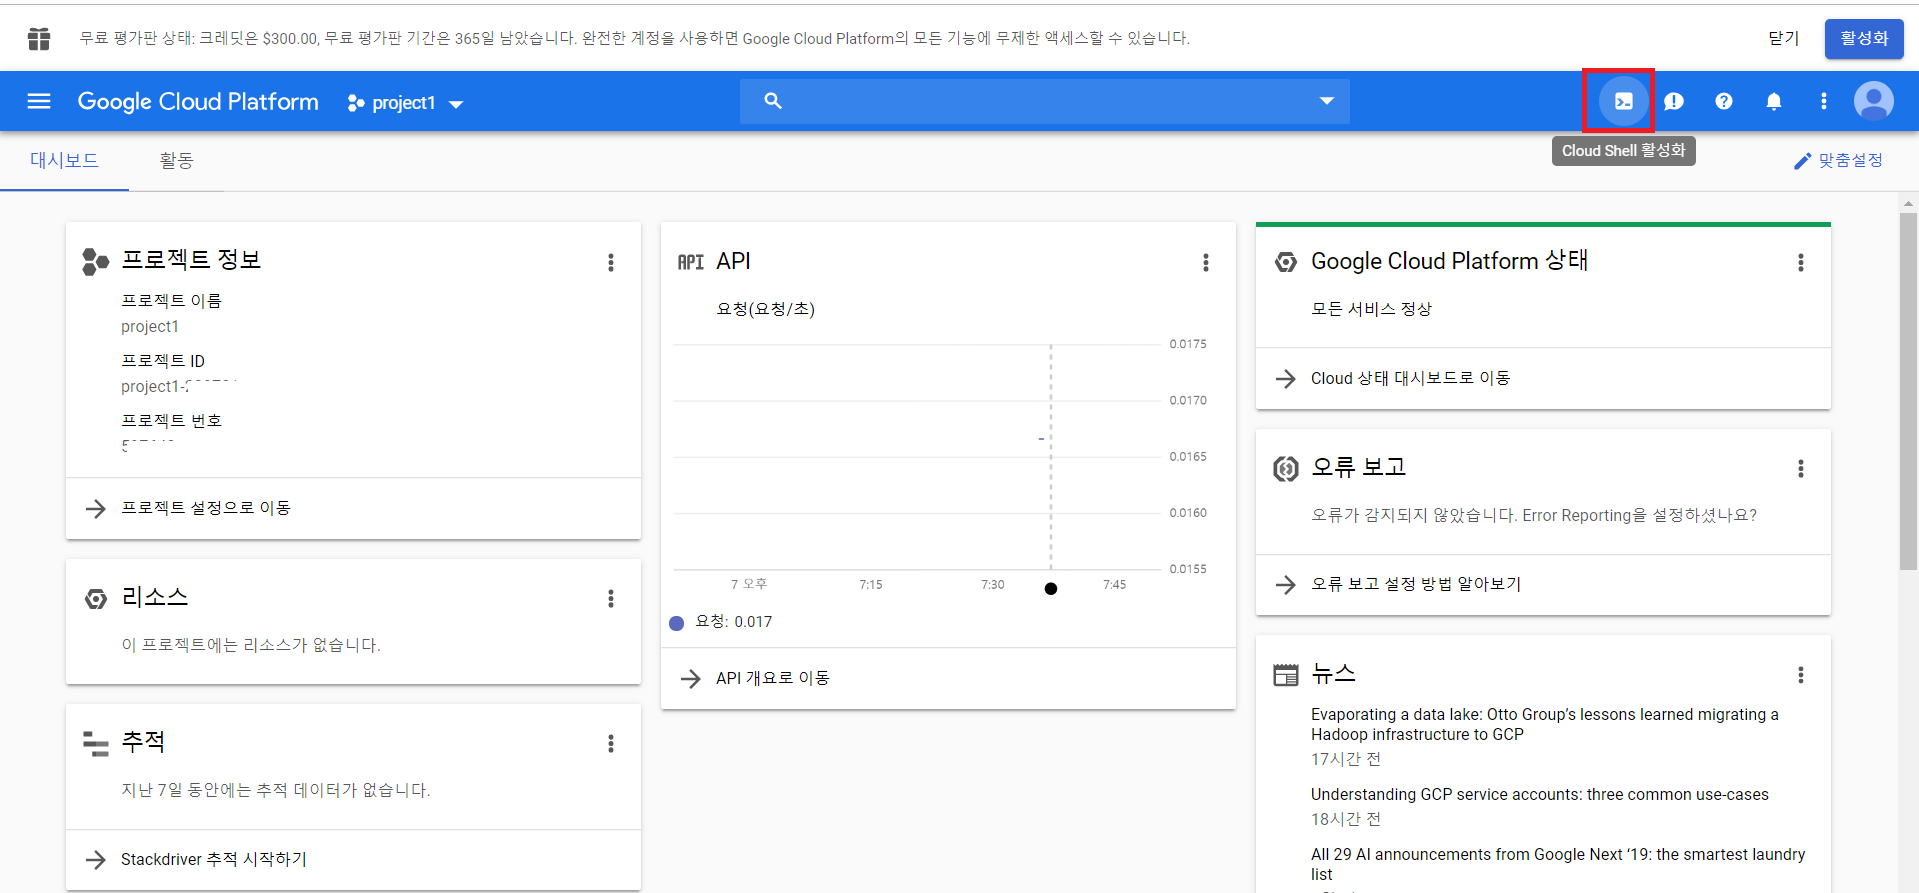 무료 평가판 상태: 크레딧은 $300.00, 무료 평가판 기간은 365일 남았습니다. 완전한 계정을 사용하면 Google Cloud Platform의 모든 기능에 무제한 액세스할 수 있습니다.
닫기
활성화
Google Cloud Platform
project1
Cloud Shell 활성화
대시보드
활동
맞춤설정
프로젝트 정보
프로젝트 이름
project1
프로젝트 ID
project1-
프로젝트 번호
프로젝트 설정으로 이동
리소스
이 프로젝트에는 리소스가 없습니다.
추적
지난 7일 동안에는 추적 데이터가 없습니다.
Stackdriver 추적 시작하기
API API
요청(요청/초)
0.0175
0.0170
0.0165
0.0160
0.0155
7 오후 7:15 7:30 7:45
요청: 0.017
API 개요로 이동
Google Cloud Platform 상태
모든 서비스 정상
Cloud 상태 대시보드로 이동
오류 보고
오류가 감지되지 않았습니다. Error Reporting을 설정하셨나요?
오류 보고 설정 방법 알아보기
뉴스
Evaporating a data lake: Otto Group’s lessons learned migrating a
Hadoop infrastructure to GCP
17시간 전
Understanding GCP service accounts: three common use-cases
18시간 전
All 29 AI announcements from Google Next ‘19: the smartest laundry
list